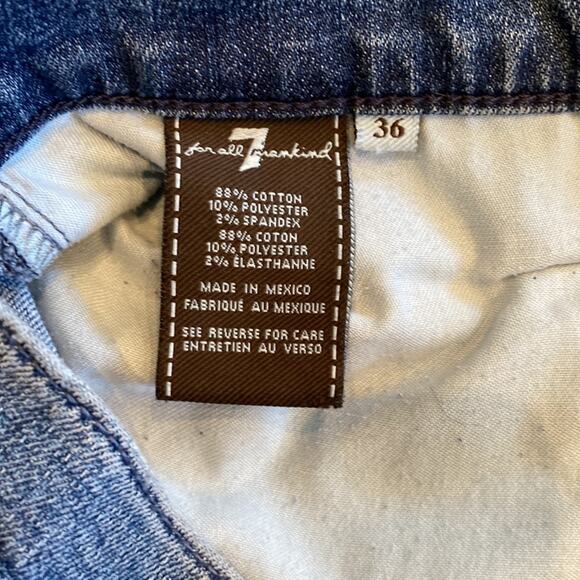 for all 7 mankind
36
88% COTTON
10% POLYESTER
2% SPANDEX
88% COTON
10% POLYESTER
2% ÉLASTHANNE
MADE IN MEXICO
FABRIQUÉ AU MEXIQUE
SEE REVERSE FOR CARE
ENTRETIEN AU VERSO